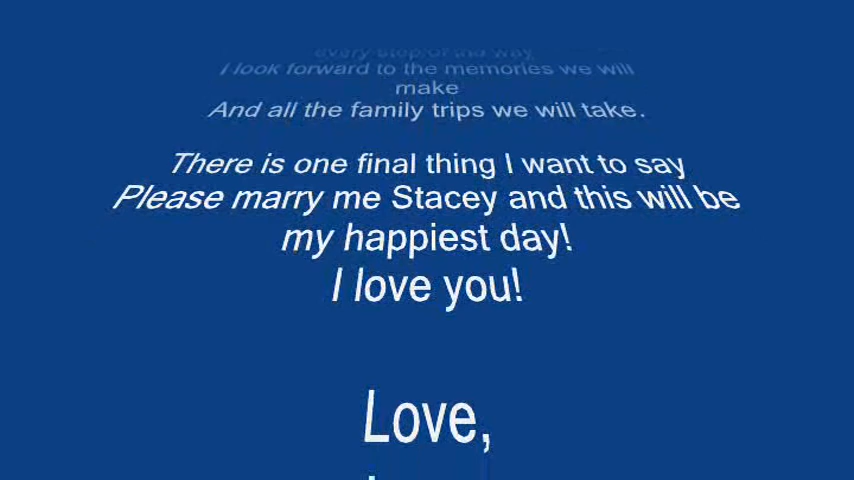 every step of the way
I look forward to the memories we will
make
And all the family trips we will take.
There is one final thing I want to say
Please marry me Stacey and this will be
my happiest day!
I love you!
Love,